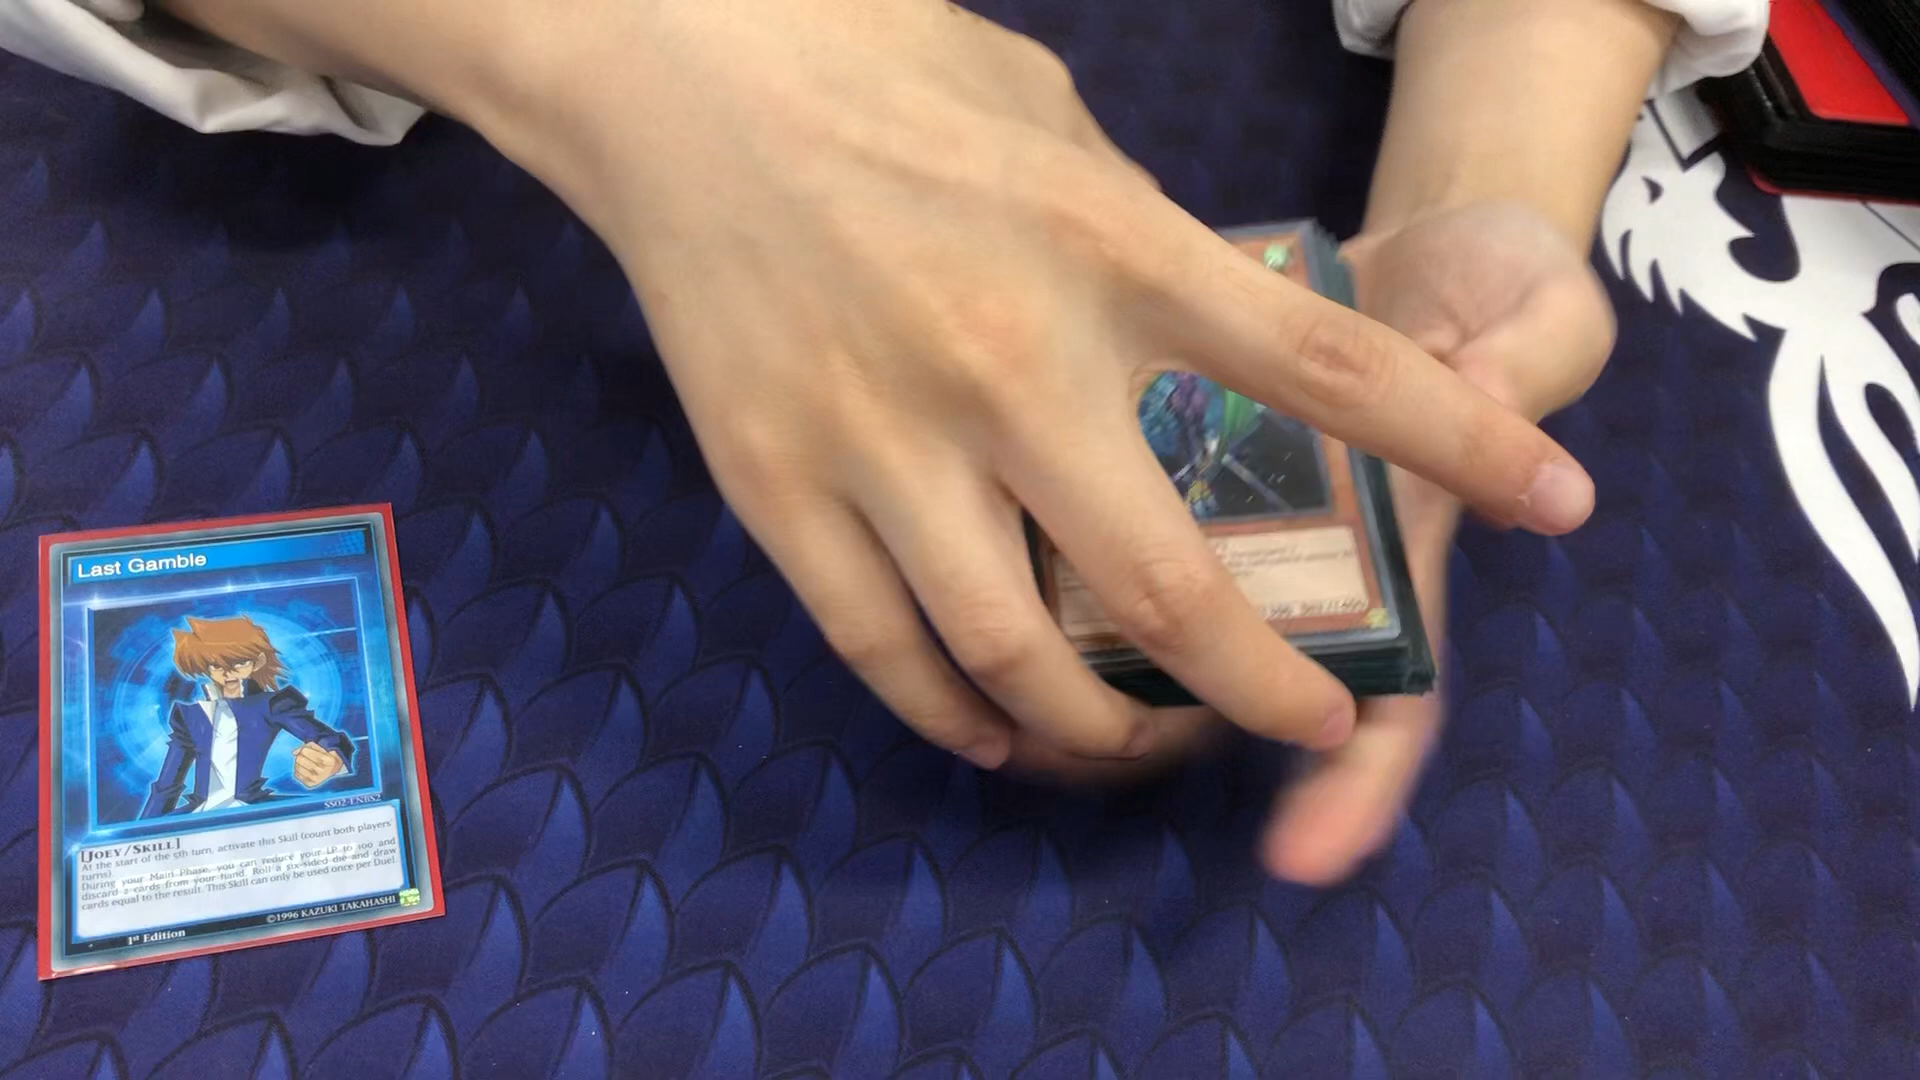 Last Gamble
SS02-ENBS2
[JOEY/SKILL]
At the start of the 5th turn, activate this Skill (count both players'
turns).
During your Main Phase, you can reduce your LP to 100 and
discard 2 cards from your hand. Roll a six-sided die and draw
cards equal to the result. This Skill can only be used once per Duel.
1st Edition
©1996 KAZUKI TAKAHASHI